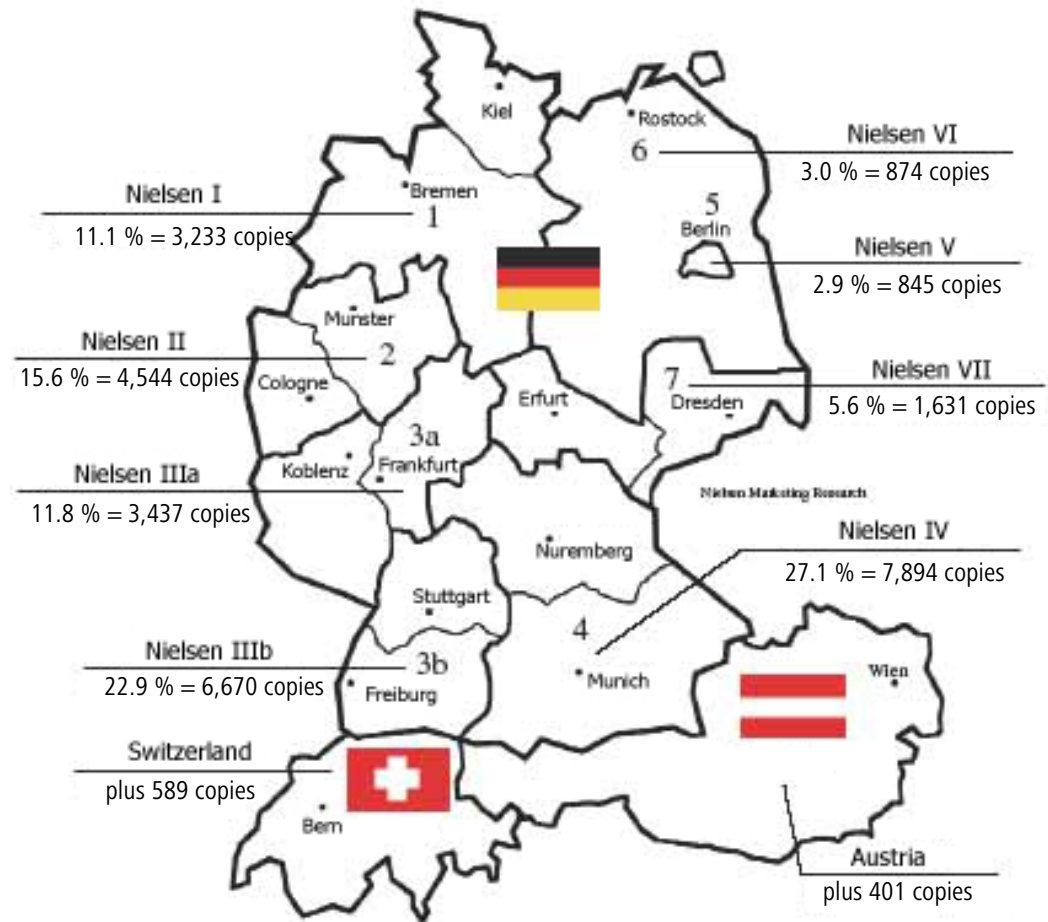 Kiel
Rostock
6
Nielsen VI
3.0 % = 874 copies
Nielsen I
11.1 % = 3,233 copies
Bremen
1
5
Berlin
Nielsen V
2.9 % = 845 copies
Munster
2
Nielsen II
15.6 % = 4,544 copies
Cologne
Erfurt
7
Dresden
Nielsen VII
5.6 % = 1,631 copies
3a
Frankfurt
Koblenz
Nielsen IIIa
11.8 % = 3,437 copies
Nielsen Marketing Research
Nuremberg
Nielsen IV
27.1 % = 7,894 copies
Stuttgart
4
Munich
Nielsen IIIb
22.9 % = 6,670 copies
3b
Freiburg
Wien
Switzerland
plus 589 copies
Bern
Austria
plus 401 copies